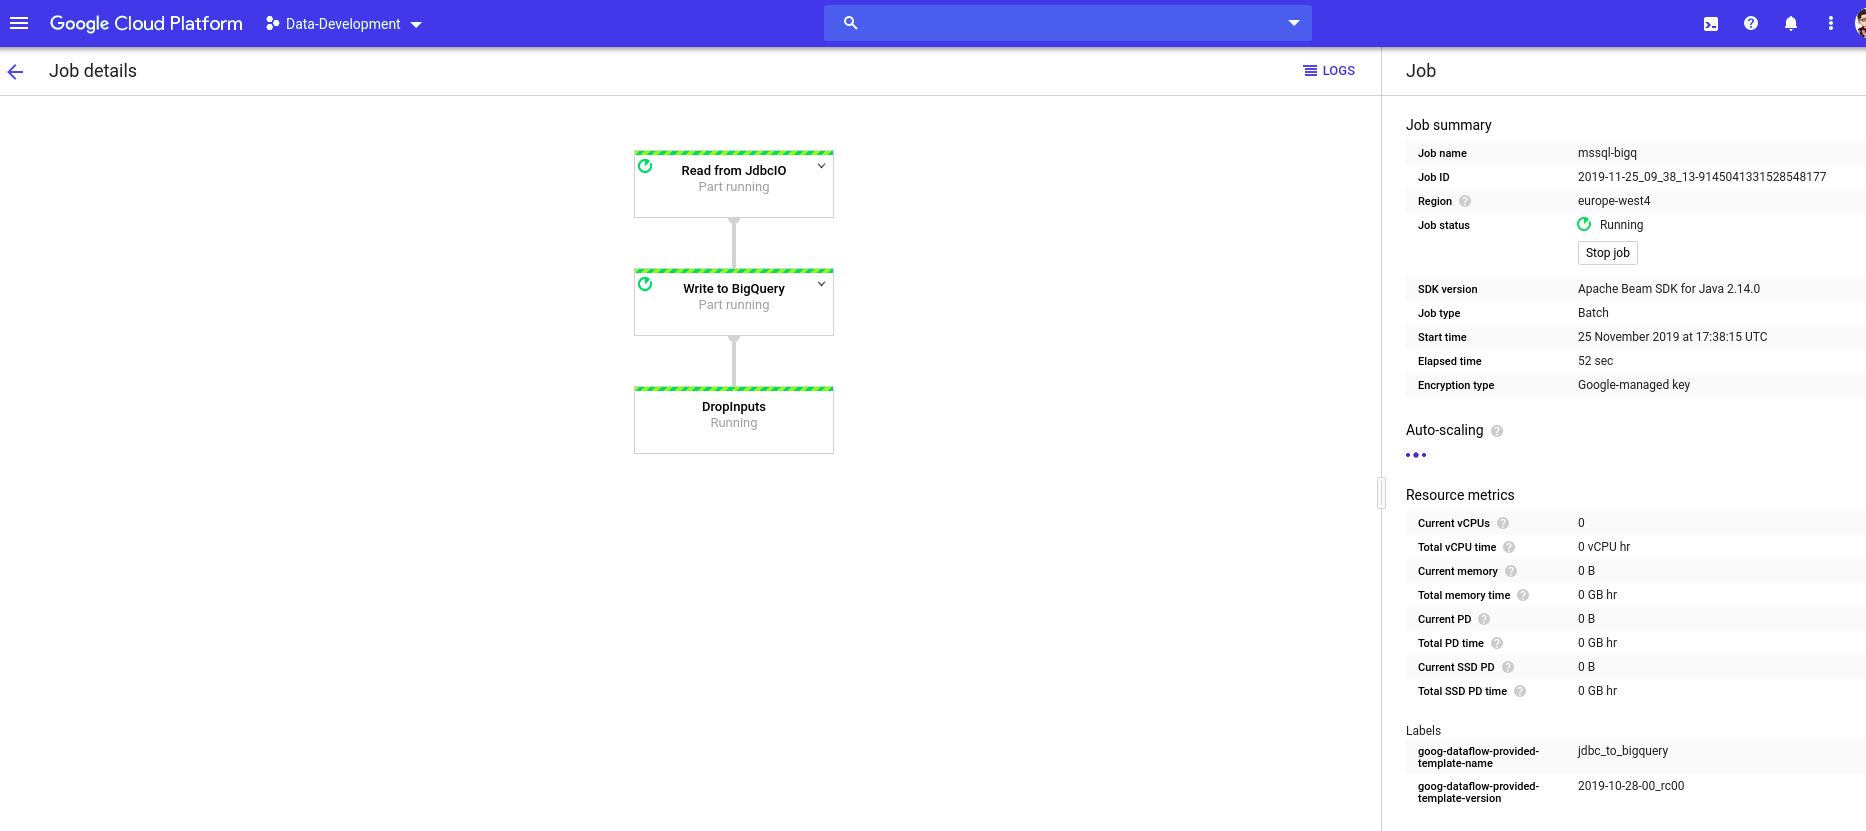 Google Cloud Platform
Data-Development
Job details
LOGS
Read from JdbcIO
Part running
Write to BigQuery
Part running
DropInputs
Running
Job
Job summary
Job name mssql-bigq
Job ID 2019-11-25_09_38_13-9145041331528548177
Region ? europe-west4
Job status Running
Stop job
SDK version Apache Beam SDK for Java 2.14.0
Job type Batch
Start time 25 November 2019 at 17:38:15 UTC
Elapsed time 52 sec
Encryption type Google-managed key
Auto-scaling ?
Resource metrics
Current vCPUs ? 0
Total vCPU time ? 0 vCPU hr
Current memory ? 0 B
Total memory time ? 0 GB hr
Current PD ? 0 B
Total PD time ? 0 GB hr
Current SSD PD ? 0 B
Total SSD PD time ? 0 GB hr
Labels
goog-dataflow-provided- jdbc_to_bigquery
template-name
goog-dataflow-provided- 2019-10-28-00_rc00
template-version